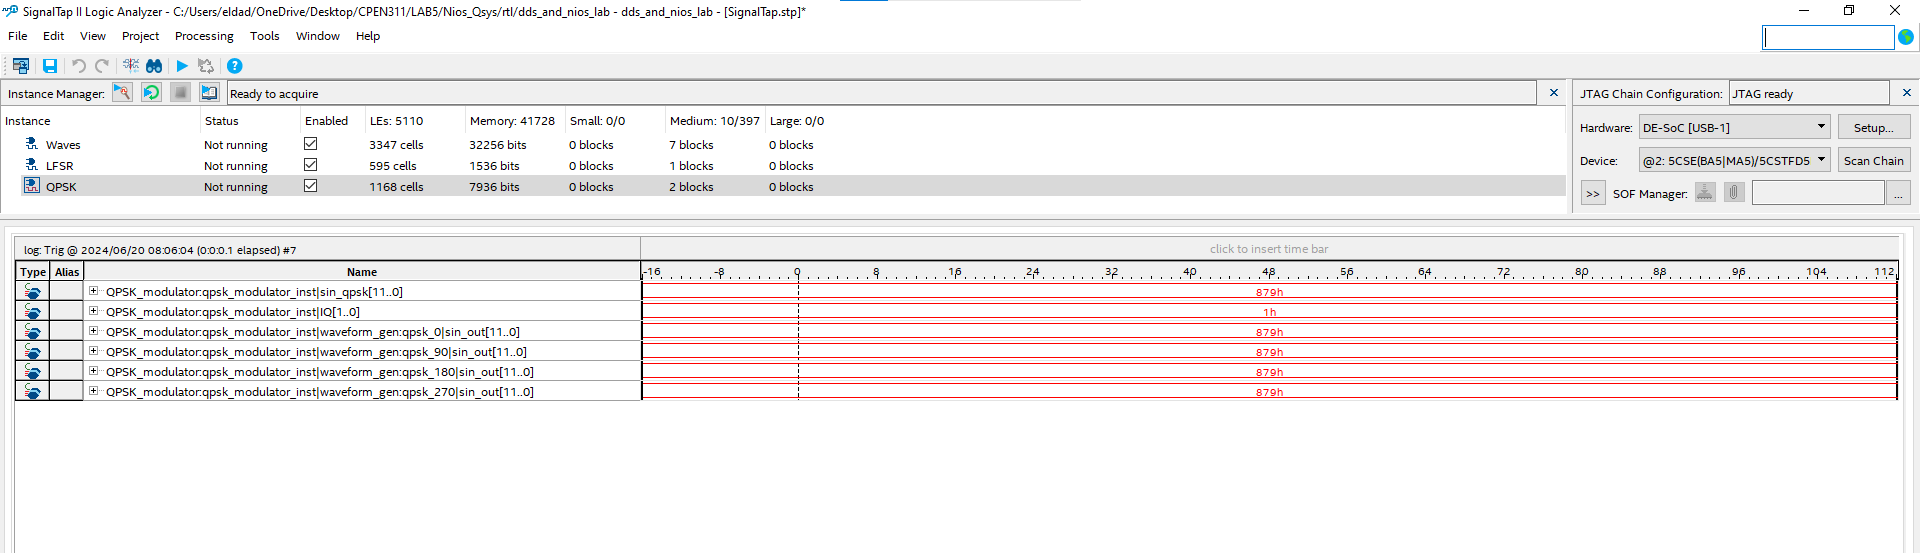 SignalTap II Logic Analyzer - C:/Users/eldad/OneDrive/Desktop/CPEN311/LAB5/Nios_Qsys/rtl/dds_and_nios_lab - dds_and_nios_lab - [SignalTap.stp]*
File Edit View Project Processing Tools Window Help
Instance Manager: Ready to acquire
JTAG Chain Configuration: JTAG ready
Instance Status Enabled LEs: 5110 Memory: 41728 Small: 0/0 Medium: 10/397 Large: 0/0
Waves Not running 3347 cells 32256 bits 0 blocks 7 blocks 0 blocks
LFSR Not running 595 cells 1536 bits 0 blocks 1 blocks 0 blocks
QPSK Not running 1168 cells 7936 bits 0 blocks 2 blocks 0 blocks
Hardware: DE-SoC [USB-1] Setup...
Device: @2: 5CSE(BA5|MA5)/5CSTFD5 Scan Chain
>> SOF Manager: ...
log: Trig @ 2024/06/20 08:06:04 (0:0:0.1 elapsed) #7 click to insert time bar
Type Alias Name -16 -8 0 8 16 24 32 40 48 56 64 72 80 88 96 104 112
QPSK_modulator:qpsk_modulator_inst|sin_qpsk[11..0] 879h
QPSK_modulator:qpsk_modulator_inst|IQ[1..0] 1h
QPSK_modulator:qpsk_modulator_inst|waveform_gen:qpsk_0|sin_out[11..0] 879h
QPSK_modulator:qpsk_modulator_inst|waveform_gen:qpsk_90|sin_out[11..0] 879h
QPSK_modulator:qpsk_modulator_inst|waveform_gen:qpsk_180|sin_out[11..0] 879h
QPSK_modulator:qpsk_modulator_inst|waveform_gen:qpsk_270|sin_out[11..0] 879h